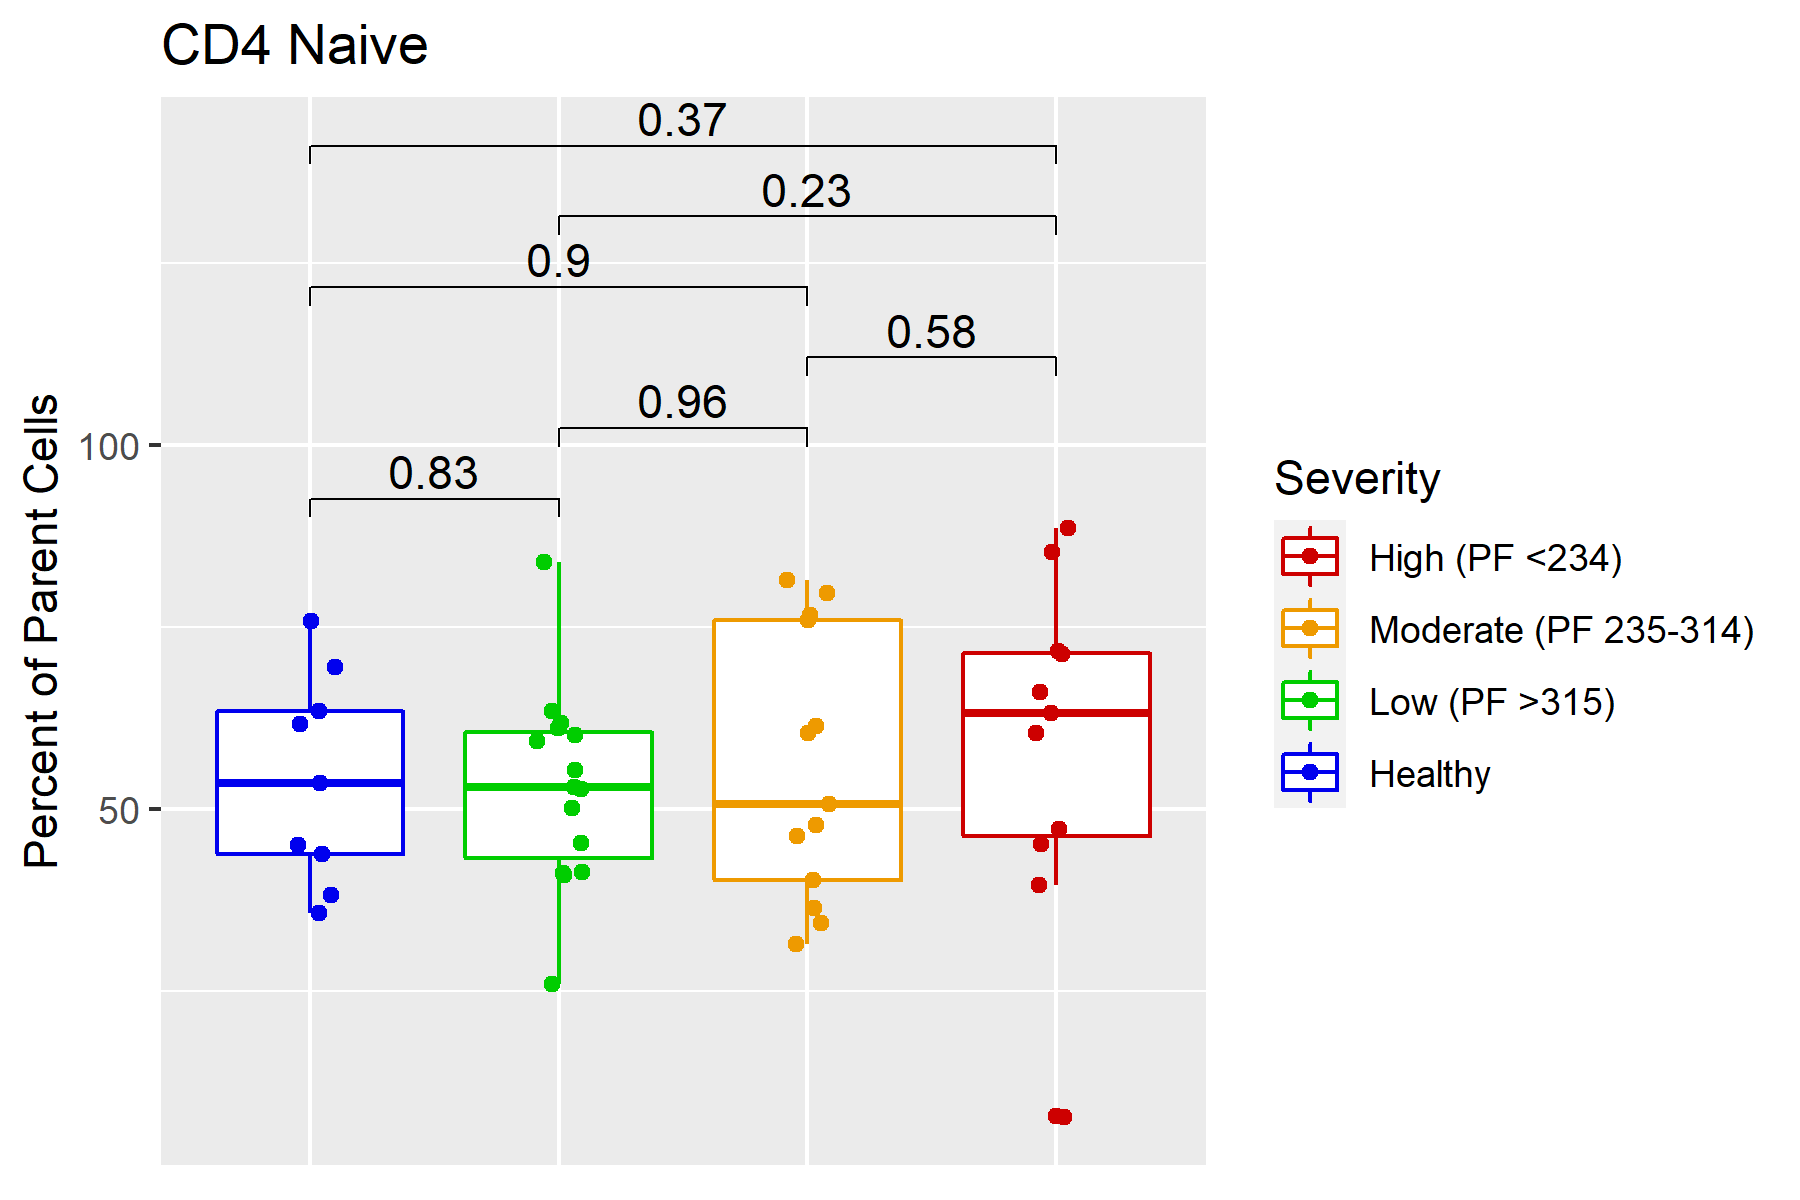 CD4 Naive
0.37
0.23
0.9
0.58
0.96
0.83
100
50
Percent of Parent Cells
Severity
High (PF <234)
Moderate (PF 235-314)
Low (PF >315)
Healthy